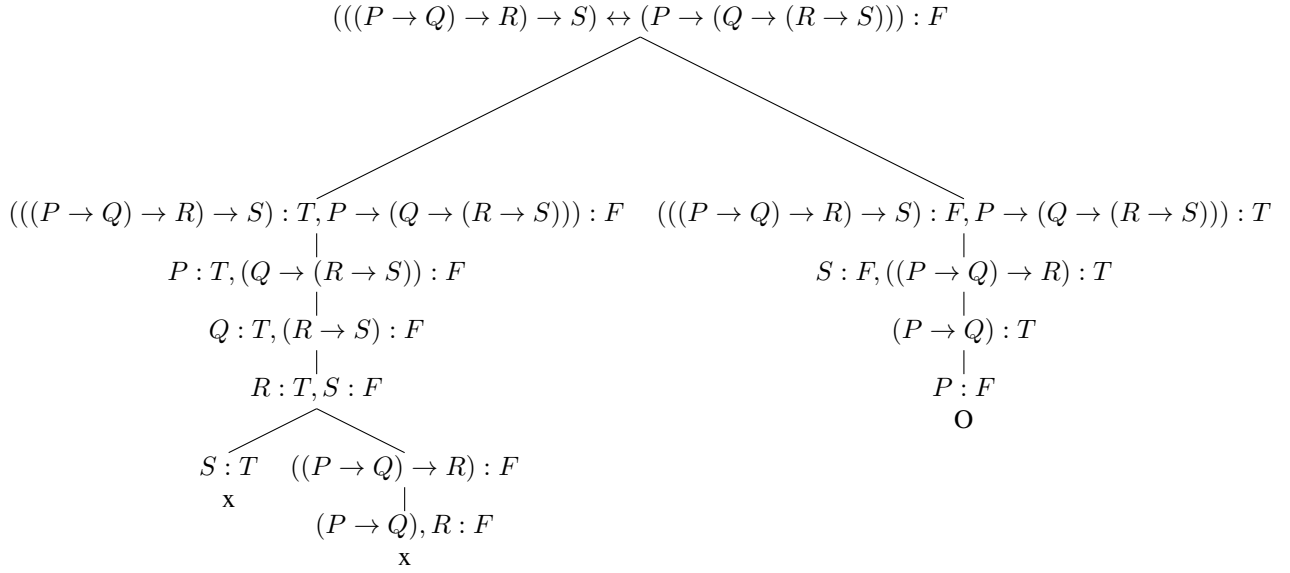 (((P → Q) → R) → S) ↔ (P → (Q → (R → S))) : F
(((P → Q) → R) → S) : T, P → (Q → (R → S))) : F
(((P → Q) → R) → S) : F, P → (Q → (R → S))) : T
P : T, (Q → (R → S)) : F
S : F, ((P → Q) → R) : T
Q : T, (R → S) : F
(P → Q) : T
R : T, S : F
P : F
O
S : T
((P → Q) → R) : F
x
(P → Q), R : F
x